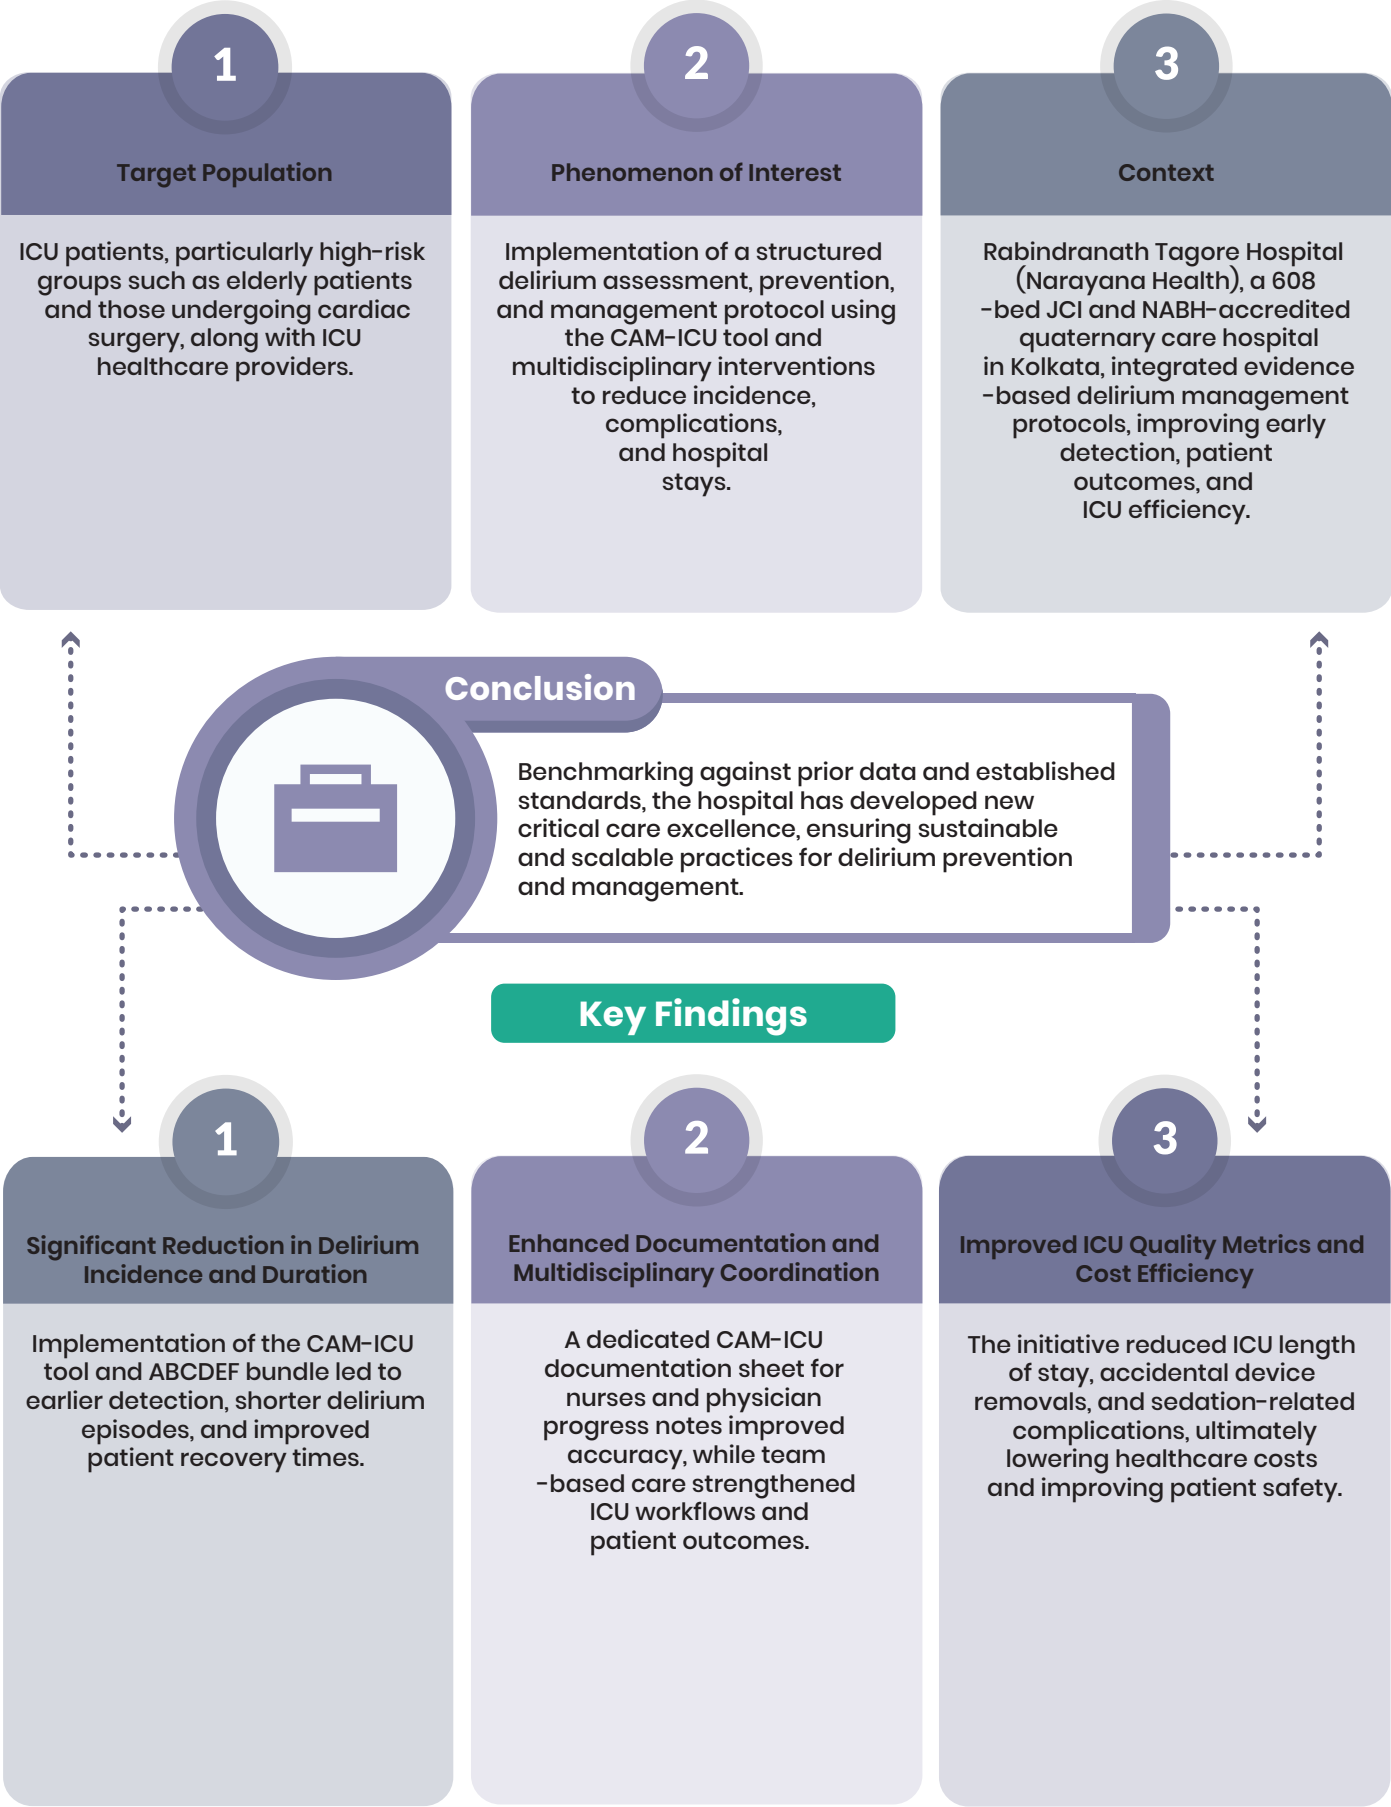 1
Target Population
ICU patients, particularly high-risk
groups such as elderly patients
and those undergoing cardiac
surgery, along with ICU
healthcare providers.
2
Phenomenon of Interest
Implementation of a structured
delirium assessment, prevention,
and management protocol using
the CAM-ICU tool and
multidisciplinary interventions
to reduce incidence,
complications,
and hospital
stays.
3
Context
Rabindranath Tagore Hospital
(Narayana Health), a 608
-bed JCI and NABH-accredited
quaternary care hospital
in Kolkata, integrated evidence
-based delirium management
protocols, improving early
detection, patient
outcomes, and
ICU efficiency.
Conclusion
Benchmarking against prior data and established
standards, the hospital has developed new
critical care excellence, ensuring sustainable
and scalable practices for delirium prevention
and management.
Key Findings
1
Significant Reduction in Delirium
Incidence and Duration
Implementation of the CAM-ICU
tool and ABCDEF bundle led to
earlier detection, shorter delirium
episodes, and improved
patient recovery times.
2
Enhanced Documentation and
Multidisciplinary Coordination
A dedicated CAM-ICU
documentation sheet for
nurses and physician
progress notes improved
accuracy, while team
-based care strengthened
ICU workflows and
patient outcomes.
3
Improved ICU Quality Metrics and
Cost Efficiency
The initiative reduced ICU length
of stay, accidental device
removals, and sedation-related
complications, ultimately
lowering healthcare costs
and improving patient safety.